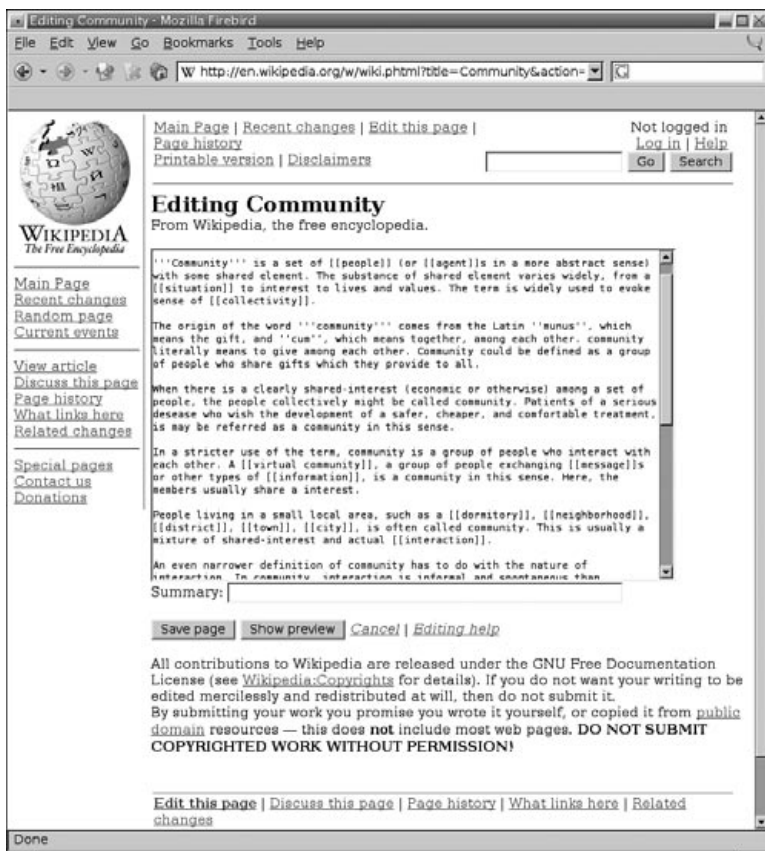 Editing Community - Mozilla Firebird
File Edit View Go Bookmarks Tools Help
W http://en.wikipedia.org/w/wiki.phtml?title=Community&action= G
Main Page | Recent changes | Edit this page |
Page history
Printable version | Disclaimers
Not logged in
Log in | Help
Go Search
WIKIPEDIA
The Free Encyclopedia
Main Page
Recent changes
Random page
Current events
View article
Discuss this page
Page history
What links here
Related changes
Special pages
Contact us
Donations
Editing Community
From Wikipedia, the free encyclopedia.
'''Community''' is a set of [[people]] (or [[agent]]s in a more abstract sense)
with some shared element. The substance of shared element varies widely, from a
[[situation]] to interest to lives and values. The term is widely used to evoke
sense of [[collectivity]].
The origin of the word '''community''' comes from the Latin ''munus'', which
means the gift, and ''cum'', which means together, among each other. community
literally means to give among each other. Community could be defined as a group
of people who share gifts which they provide to all.
When there is a clearly shared-interest (economic or otherwise) among a set of
people, the people collectively might be called community. Patients of a serious
desease who wish the development of a safer, cheaper, and comfortable treatment,
is may be referred as a community in this sense.
In a stricter use of the term, community is a group of people who interact with
each other. A [[virtual community]], a group of people exchanging [[message]]s
or other types of [[information]], is a community in this sense. Here, the
members usually share a interest.
People living in a small local area, such as a [[dormitory]], [[neighborhood]],
[[district]], [[town]], [[city]], is often called community. This is usually a
mixture of shared-interest and actual [[interaction]].
An even narrower definition of community has to do with the nature of
interaction. In community, interaction is informal and spontaneous than
Summary:
Save page Show preview Cancel | Editing help
All contributions to Wikipedia are released under the GNU Free Documentation
License (see Wikipedia:Copyrights for details). If you do not want your writing to be
edited mercilessly and redistributed at will, then do not submit it.
By submitting your work you promise you wrote it yourself, or copied it from public
domain resources — this does not include most web pages. DO NOT SUBMIT
COPYRIGHTED WORK WITHOUT PERMISSION!
Edit this page | Discuss this page | Page history | What links here | Related
changes
Done